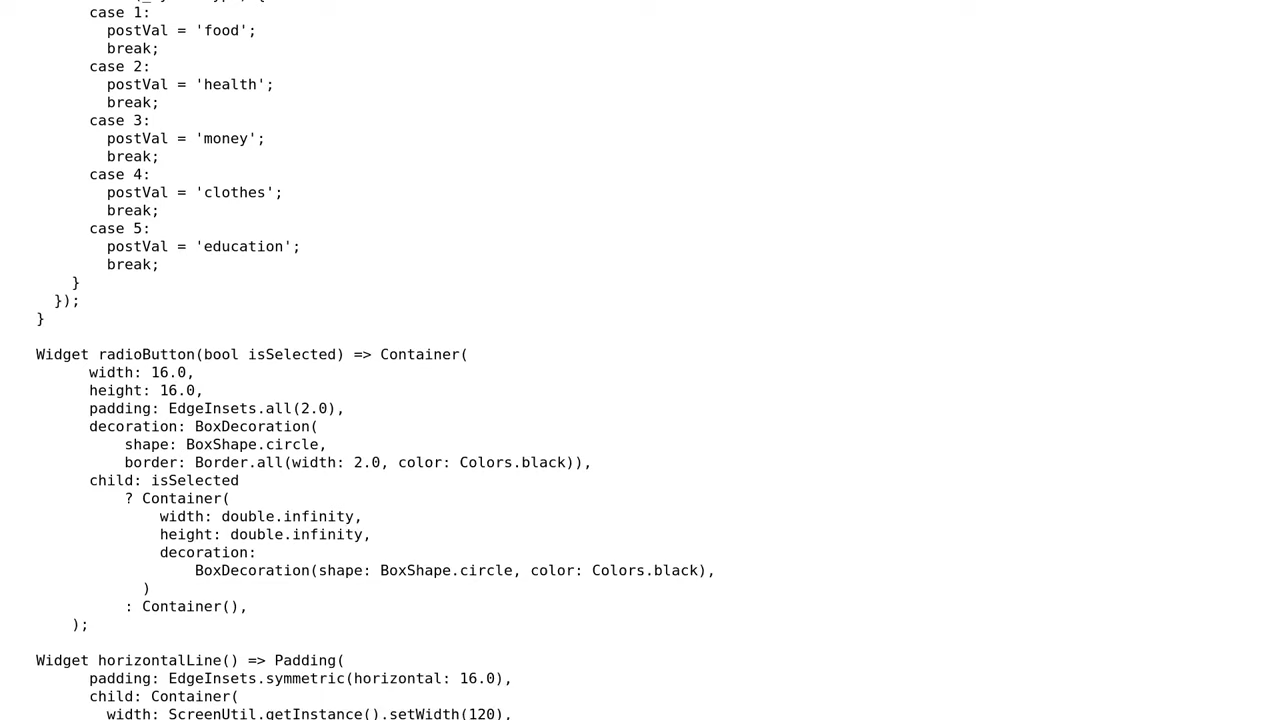 case 1:
postVal = 'food';
break;
case 2:
postVal = 'health';
break;
case 3:
postVal = 'money';
break;
case 4:
postVal = 'clothes';
break;
case 5:
postVal = 'education';
break;
}
});
}
Widget radioButton(bool isSelected) => Container(
width: 16.0,
height: 16.0,
padding: EdgeInsets.all(2.0),
decoration: BoxDecoration(
shape: BoxShape.circle,
border: Border.all(width: 2.0, color: Colors.black)),
child: isSelected
? Container(
width: double.infinity,
height: double.infinity,
decoration:
BoxDecoration(shape: BoxShape.circle, color: Colors.black),
)
: Container(),
);
Widget horizontalLine() => Padding(
padding: EdgeInsets.symmetric(horizontal: 16.0),
child: Container(
width: ScreenUtil.getInstance().setWidth(120),